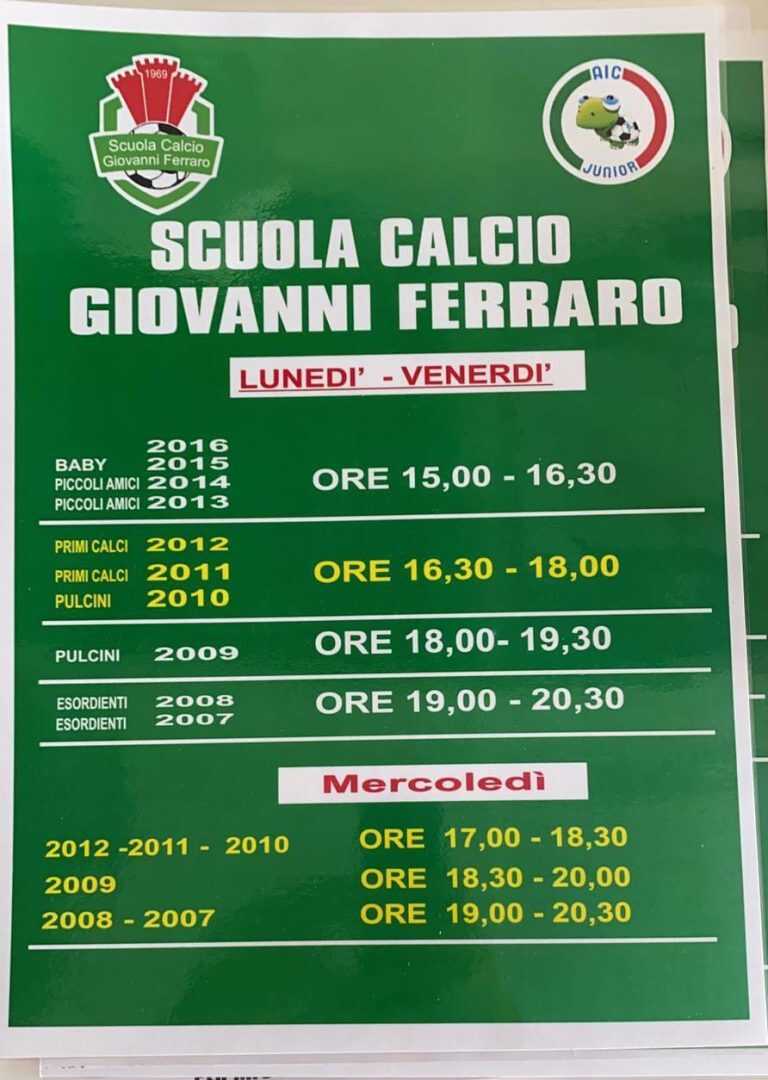 1969
Scuola Calcio
Giovanni Ferraro
AIC
JUNIOR
SCUOLA CALCIO
GIOVANNI FERRARO
LUNEDI' - VENERDI'
2016
BABY 2015
PICCOLI AMICI 2014
PICCOLI AMICI 2013
ORE 15,00 - 16,30
PRIMI CALCI 2012
PRIMI CALCI 2011
PULCINI 2010
ORE 16,30 - 18,00
PULCINI 2009 ORE 18,00- 19,30
ESORDIENTI 2008
ESORDIENTI 2007
ORE 19,00 - 20,30
Mercoledì
2012 -2011 - 2010 ORE 17,00 - 18,30
2009 ORE 18,30 - 20,00
2008 - 2007 ORE 19,00 - 20,30